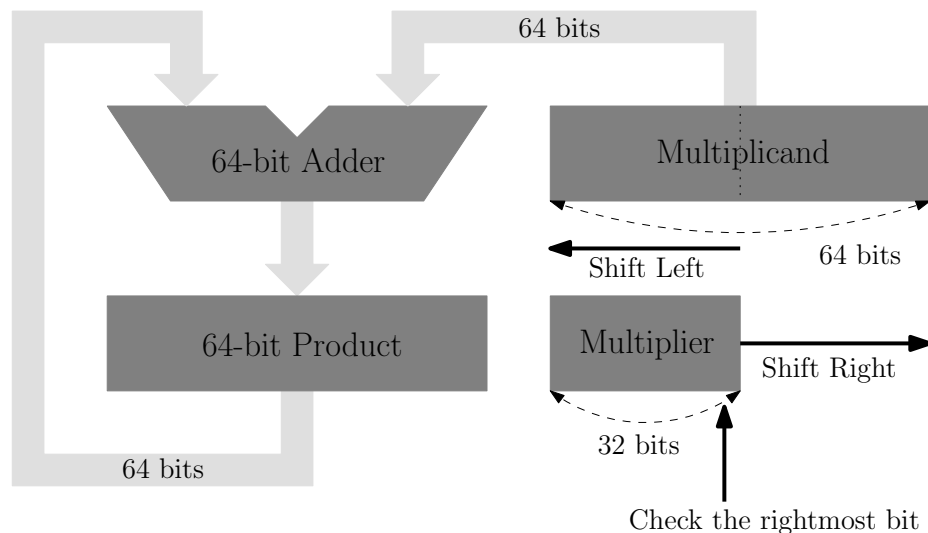 64 bits
64-bit Adder
Multiplicand
64 bits
Shift Left
64-bit Product
Multiplier
Shift Right
32 bits
64 bits
Check the rightmost bit